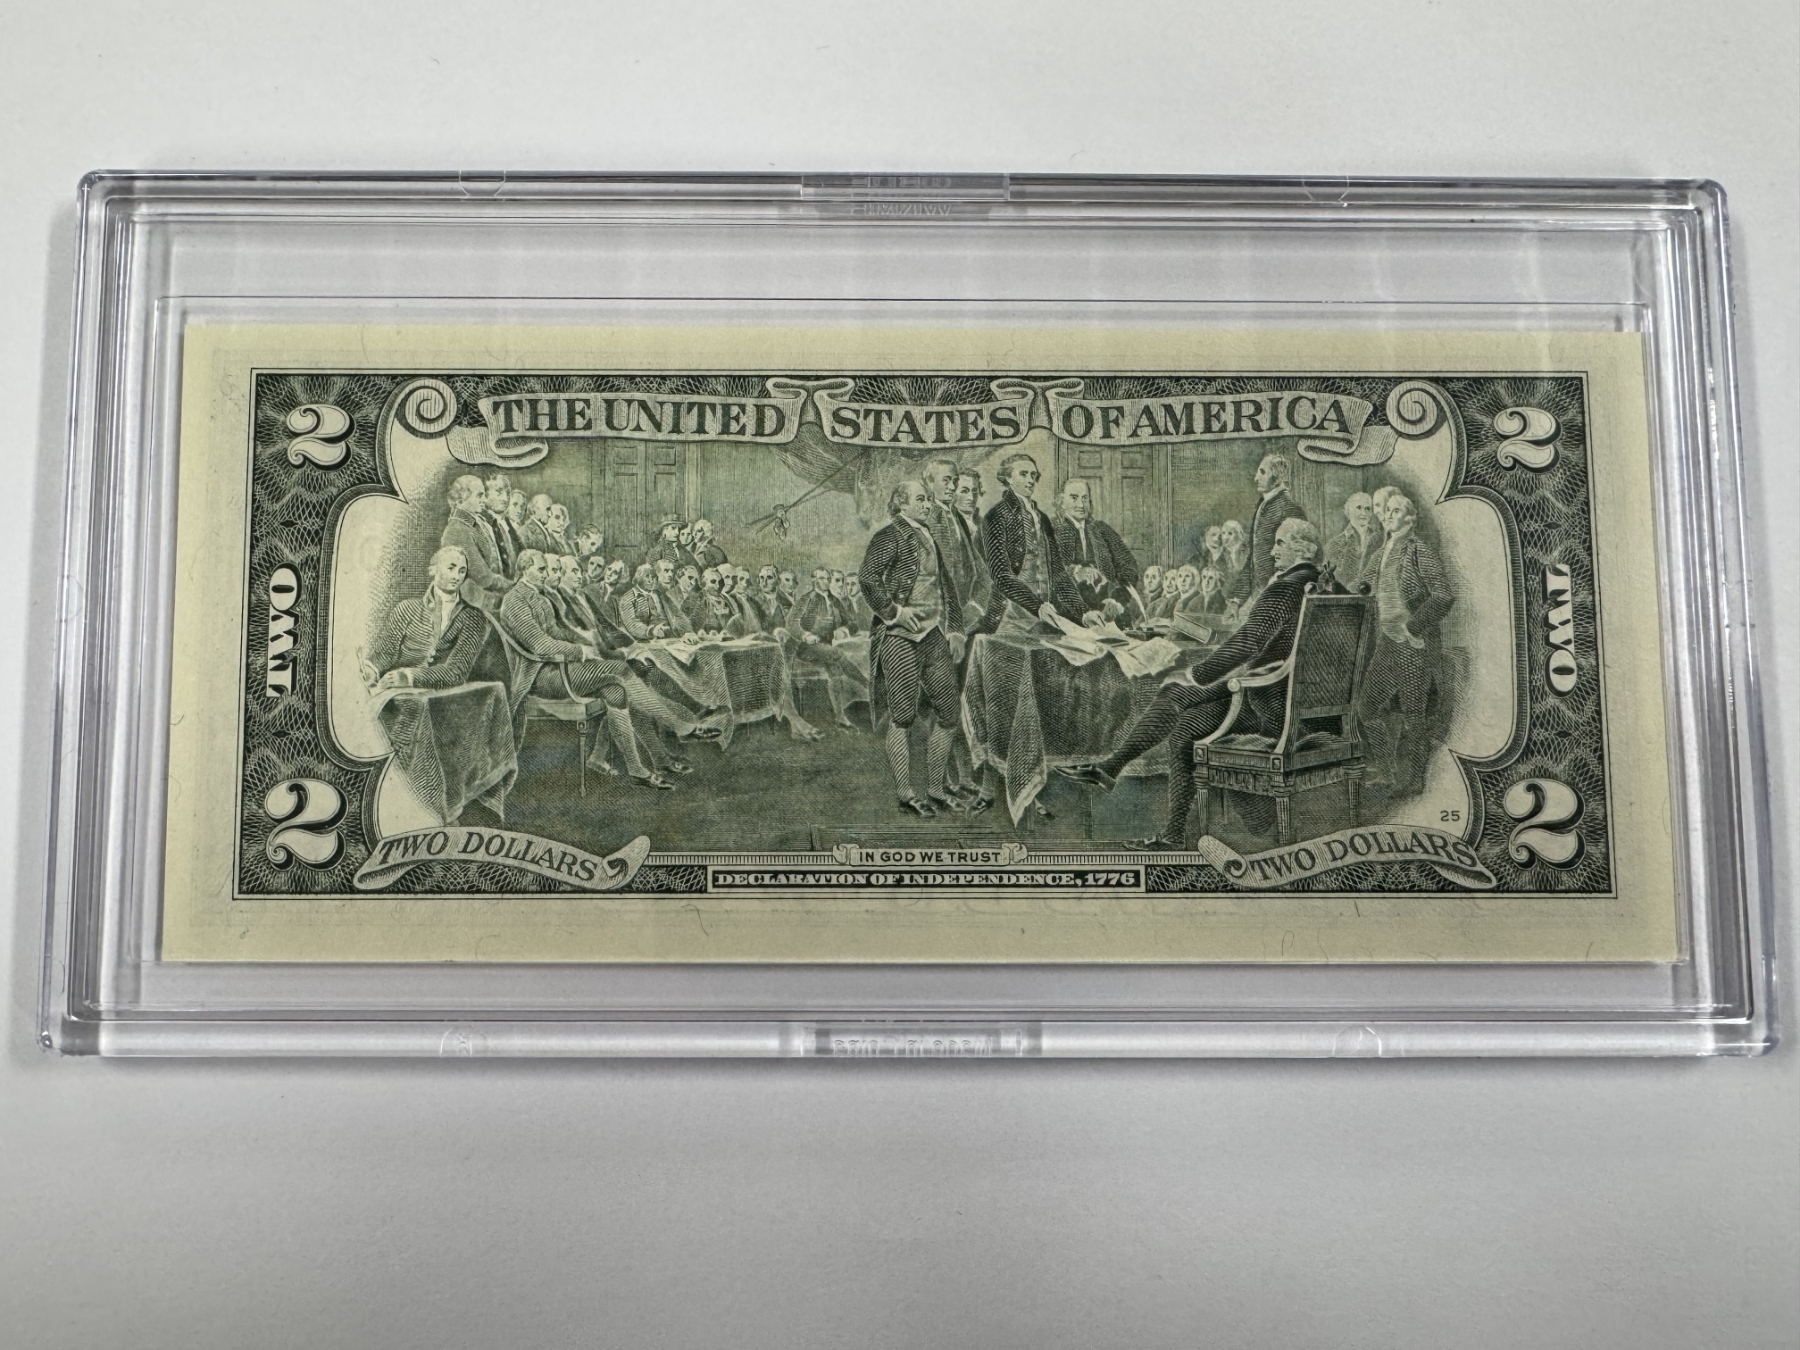 THE UNITED STATES OF AMERICA
2 2
TWO TWO
25
2 2
TWO DOLLARS TWO DOLLARS
IN GOD WE TRUST
DECLARATION OF INDEPENDENCE, 1776